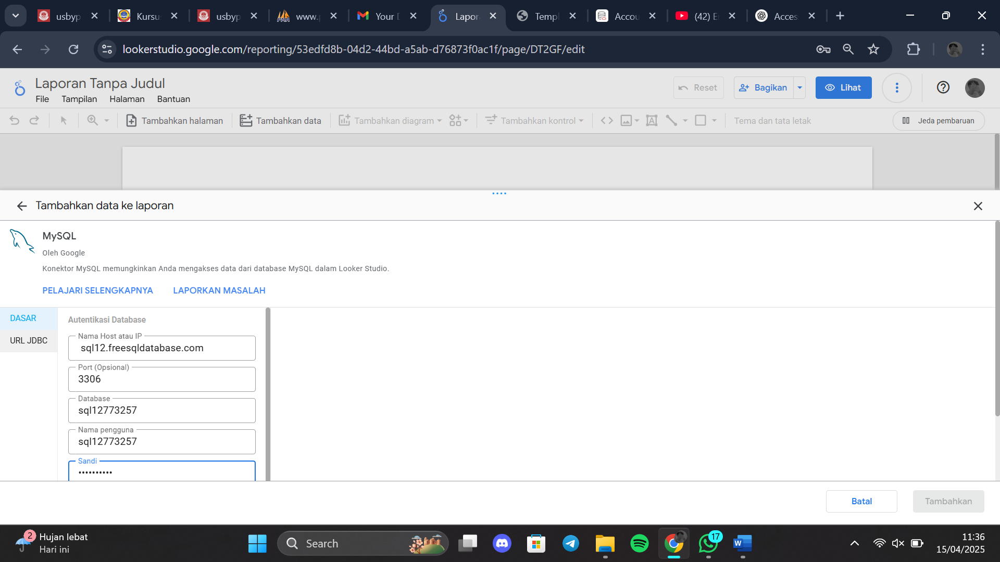 usbyp
Kursu
usbyp
www.p
Your D
Lapor
Templ
Accou
(42) E
Acces
lookerstudio.google.com/reporting/53edfd8b-04d2-44bd-a5ab-d76873f0ac1f/page/DT2GF/edit
Laporan Tanpa Judul
File Tampilan Halaman Bantuan
Reset
Bagikan
Lihat
Tambahkan halaman
Tambahkan data
Tambahkan diagram
Tambahkan kontrol
Tema dan tata letak
Jeda pembaruan
Tambahkan data ke laporan
MySQL
Oleh Google
Konektor MySQL memungkinkan Anda mengakses data dari database MySQL dalam Looker Studio.
PELAJARI SELENGKAPNYA LAPORKAN MASALAH
DASAR
URL JDBC
Autentikasi Database
Nama Host atau IP
sql12.freesqldatabase.com
Port (Opsional)
3306
Database
sql12773257
Nama pengguna
sql12773257
Sandi
••••••••••
Batal
Tambahkan
2
Hujan lebat
Hari ini
Search
17
11:36
15/04/2025